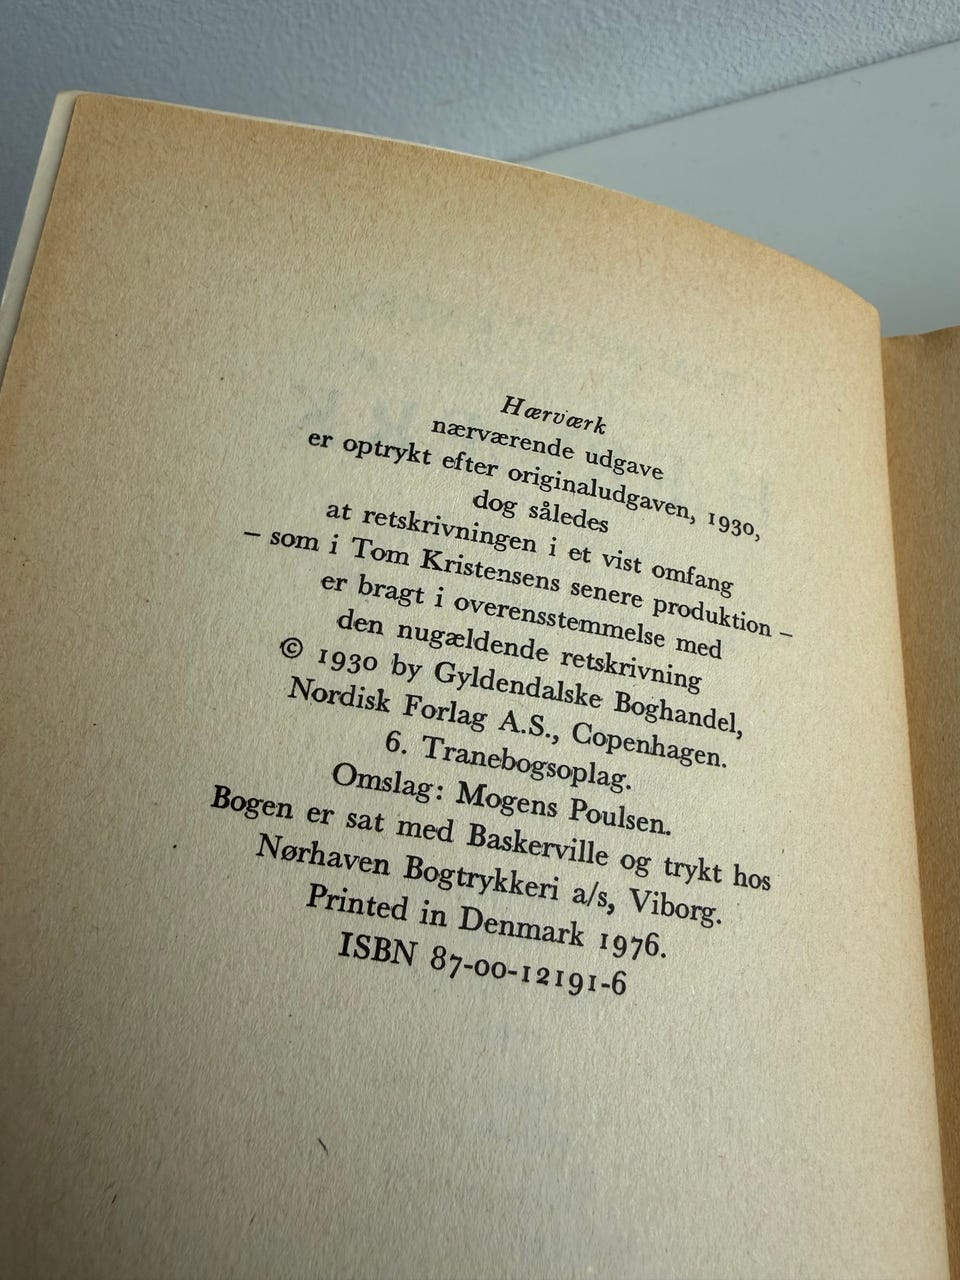 Hærværk
nærværende udgave
er optrykt efter originaludgaven, 1930,
dog således
at retskrivningen i et vist omfang
– som i Tom Kristensens senere produktion –
er bragt i overensstemmelse med
den nugældende retskrivning
© 1930 by Gyldendalske Boghandel,
Nordisk Forlag A.S., Copenhagen.
6. Tranebogsoplag.
Omslag: Mogens Poulsen.
Bogen er sat med Baskerville og trykt hos
Nørhaven Bogtrykkeri a/s, Viborg.
Printed in Denmark 1976.
ISBN 87-00-12191-6